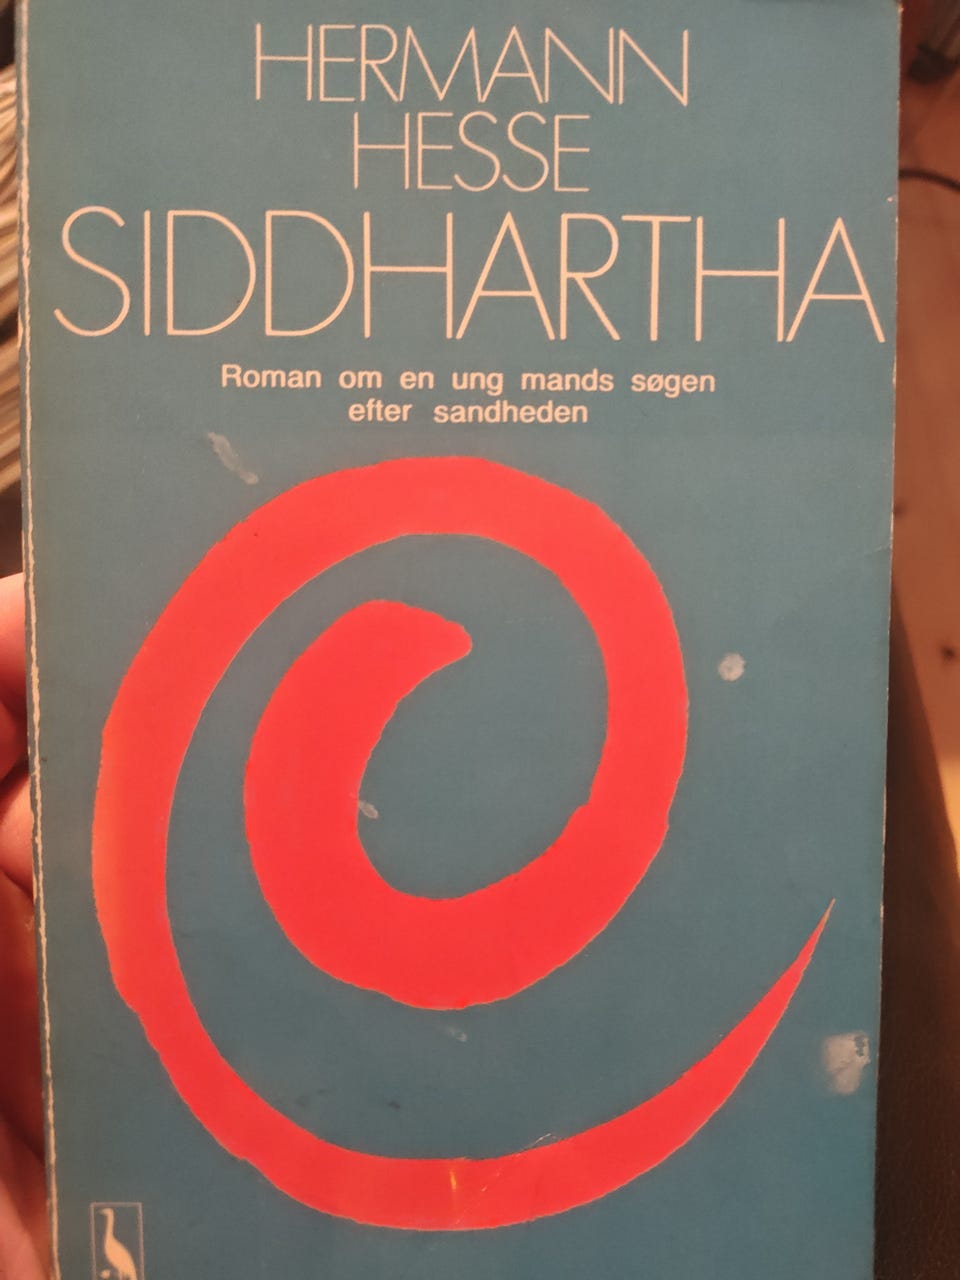 HERMANN
HESSE
SIDDHARTHA
Roman om en ung mands søgen
efter sandheden